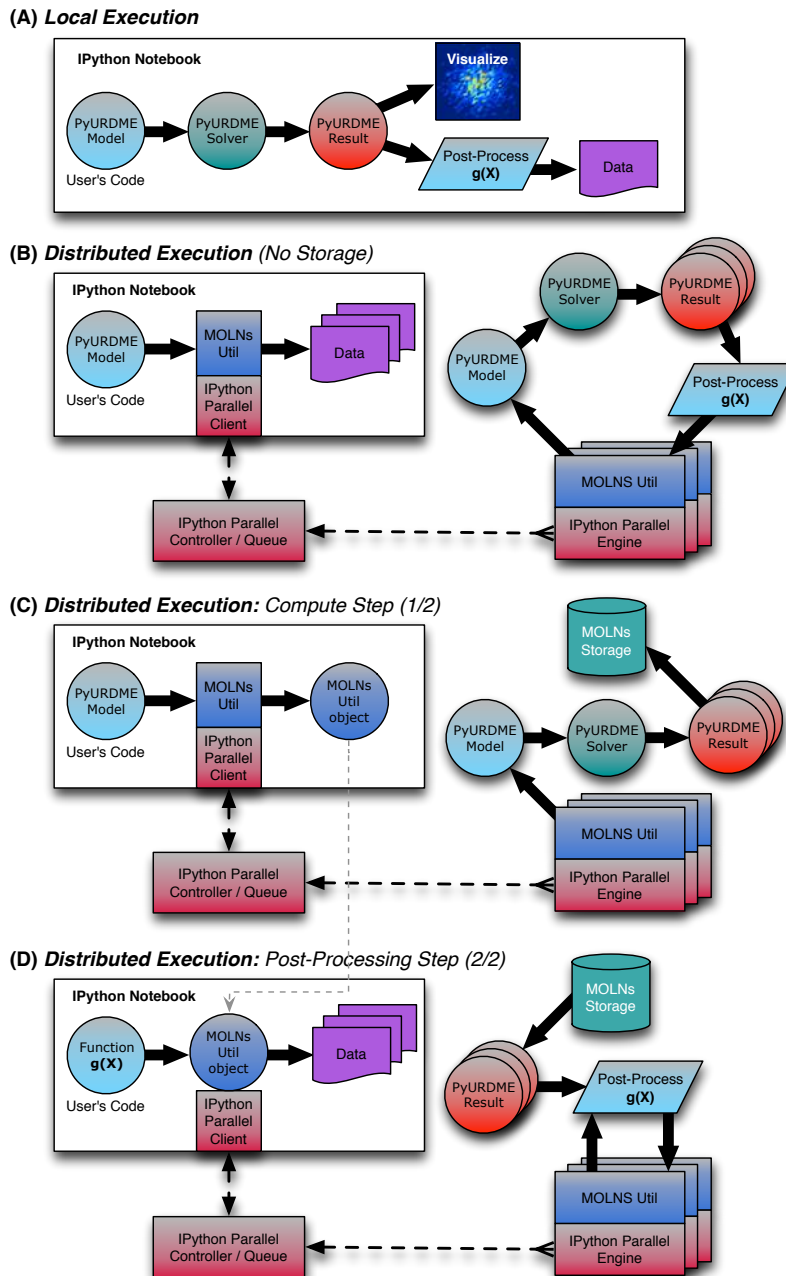 (A) Local Execution
IPython Notebook
Visualize
PyURDME
Model
PyURDME
Solver
PyURDME
Result
User's Code
Post-Process
g(X)
Data
(B) Distributed Execution (No Storage)
IPython Notebook
PyURDME
Model
User's Code
MOLNs
Util
IPython
Parallel
Client
Data
IPython Parallel
Controller / Queue
PyURDME
Solver
PyURDME
Result
PyURDME
Model
Post-Process
g(X)
MOLNS Util
IPython Parallel
Engine
(C) Distributed Execution: Compute Step (1/2)
IPython Notebook
PyURDME
Model
User's Code
MOLNs
Util
IPython
Parallel
Client
MOLNs
Util
object
IPython Parallel
Controller / Queue
MOLNs
Storage
PyURDME
Model
PyURDME
Solver
PyURDME
Result
MOLNS Util
IPython Parallel
Engine
(D) Distributed Execution: Post-Processing Step (2/2)
IPython Notebook
Function
g(X)
User's Code
MOLNs
Util
object
IPython
Parallel
Client
Data
IPython Parallel
Controller / Queue
MOLNs
Storage
PyURDME
Result
Post-Process
g(X)
MOLNS Util
IPython Parallel
Engine